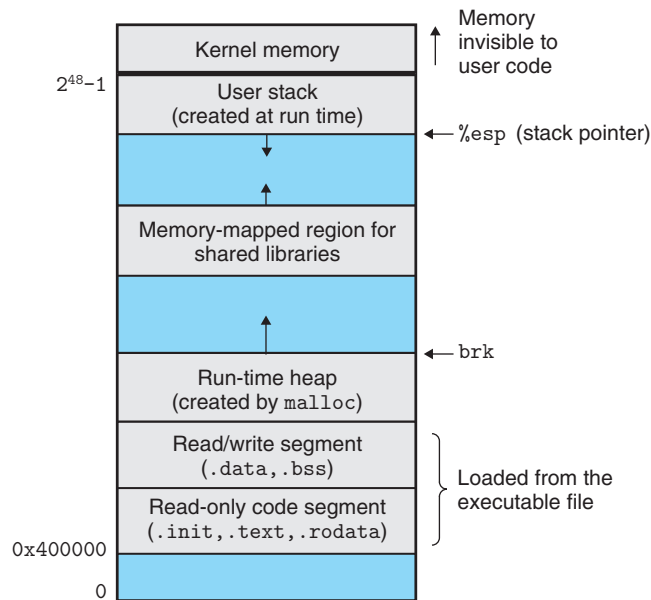 Kernel memory
Memory
invisible to
user code
2⁴⁸−1
User stack
(created at run time)
%esp (stack pointer)
Memory-mapped region for
shared libraries
brk
Run-time heap
(created by malloc)
Read/write segment
(.data,.bss)
Loaded from the
executable file
Read-only code segment
(.init,.text,.rodata)
0x400000
0